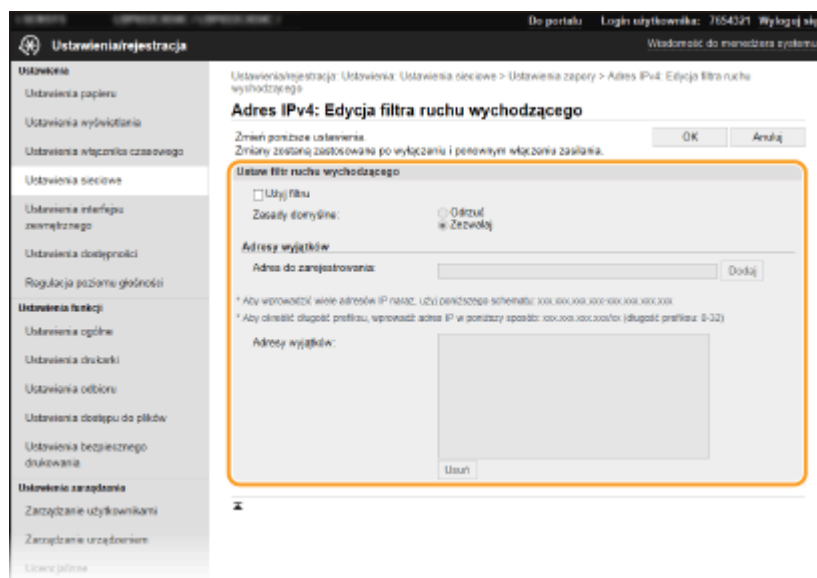 Do portalu Login użytkownika: 7654321 Wyloguj się
Ustawienia/rejestracja
Wiadomość do menedżera systemu
Ustawienia
Ustawienia papieru
Ustawienia wyświetlania
Ustawienia włącznika czasowego
Ustawienia sieciowe
Ustawienia interfejsu
zewnętrznego
Ustawienia dostępności
Regulacja poziomu głośności
Ustawienia funkcji
Ustawienia ogólne
Ustawienia drukarki
Ustawienia odbioru
Ustawienia dostępu do plików
Ustawienia bezpiecznego
drukowania
Ustawienia zarządzania
Zarządzanie użytkownikami
Zarządzanie urządzeniem
Ustawienia/rejestracja: Ustawienia: Ustawienia sieciowe > Ustawienia zapory > Adres IPv4: Edycja filtra ruchu
wychodzącego
Adres IPv4: Edycja filtra ruchu wychodzącego
Zmień poniższe ustawienia.
Zmiany zostaną zastosowane po wyłączeniu i ponownym włączeniu zasilania.
OK Anuluj
Ustaw filtr ruchu wychodzącego
Użyj filtru
Zasady domyślne:
Odrzuć
Zezwalaj
Adresy wyjątków
Adres do zarejestrowania:
Dodaj
* Aby wprowadzić wiele adresów IP naraz, użyj poniższego schematu: xxx.xxx.xxx.xxx-xxx.xxx.xxx.xxx
* Aby określić długość prefiksu, wprowadź adres IP w poniższy sposób: xxx.xxx.xxx.xxx/xx (długość prefiksu: 0-32)
Adresy wyjątków:
Usuń